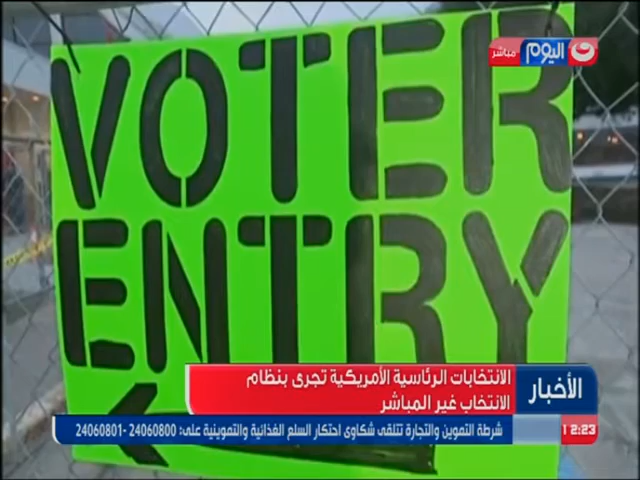 VOTER
ENTRY
مباشر اليوم
الأخبار
الانتخابات الرئاسية الأمريكية تجرى بنظام
الانتخاب غير المباشر
12:23
شرطة التموين والتجارة تتلقى شكاوى احتكار السلع الغذائية والتموينية على: 24060800 -24060801